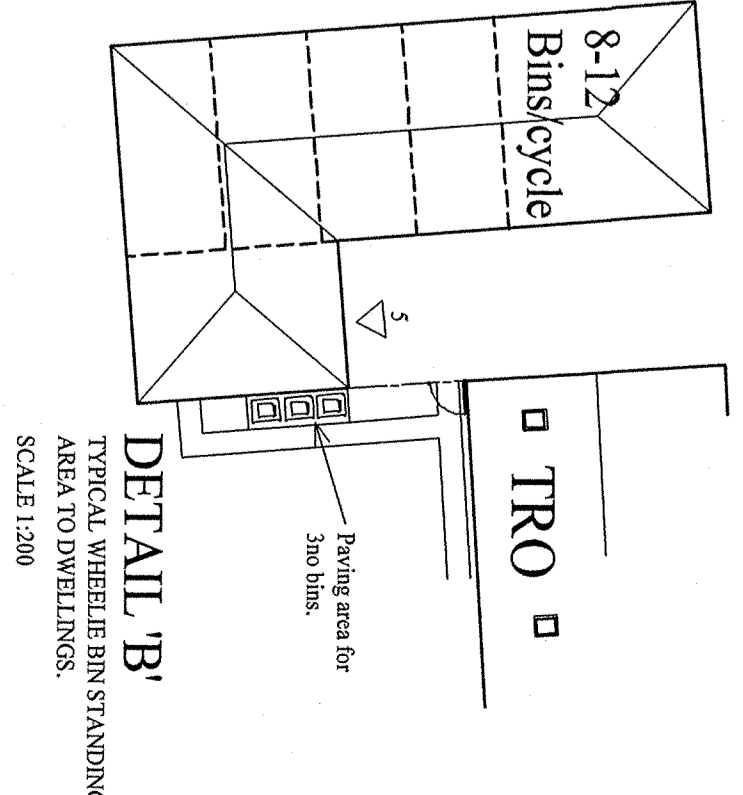 8-12
Bins/cycle
5
TRO
Paving area for
3no bins.
DETAIL 'B'
TYPICAL WHEELIE BIN STANDING
AREA TO DWELLINGS.
SCALE 1:200